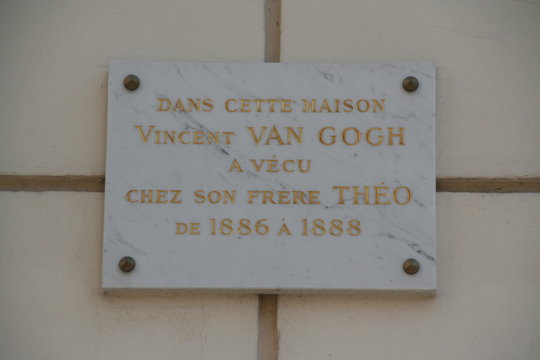 DANS CETTE MAISON
VINCENT VAN GOGH
A VÉCU
CHEZ SON FRÈRE THÉO
DE 1886 À 1888